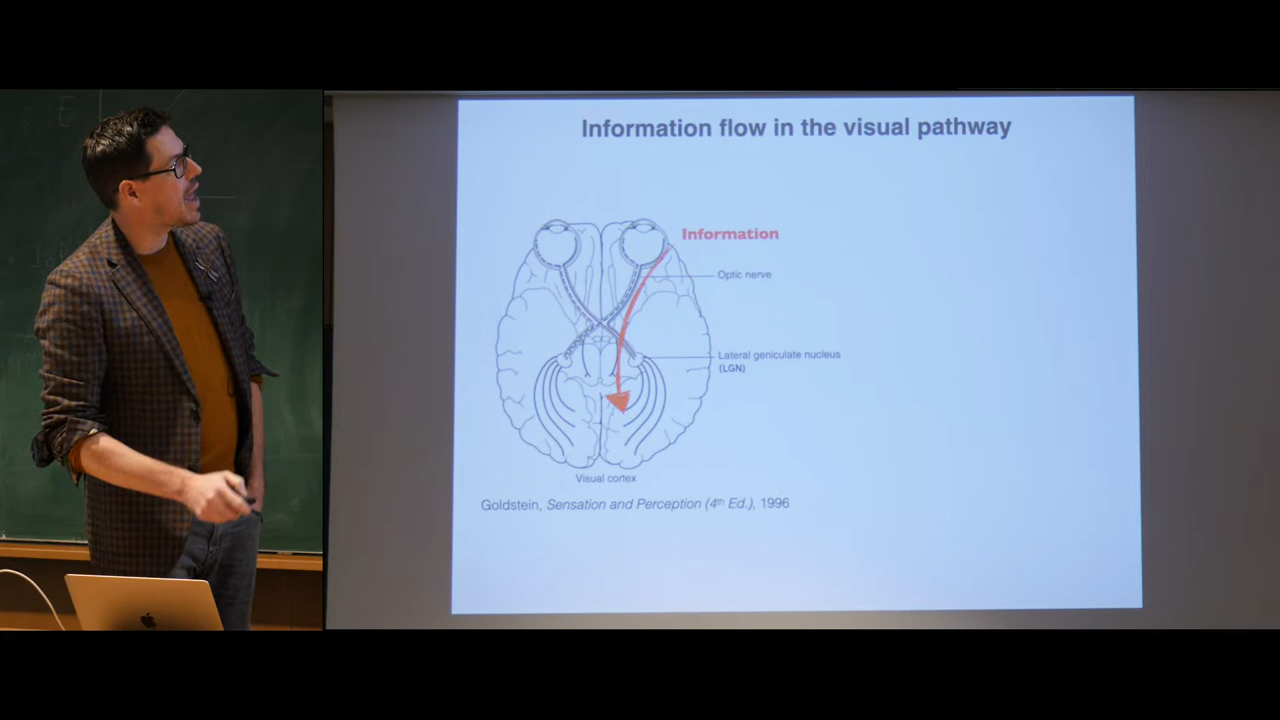 Information flow in the visual pathway
Information
Optic nerve
Lateral geniculate nucleus
(LGN)
Visual cortex
Goldstein, Sensation and Perception (4th Ed.), 1996